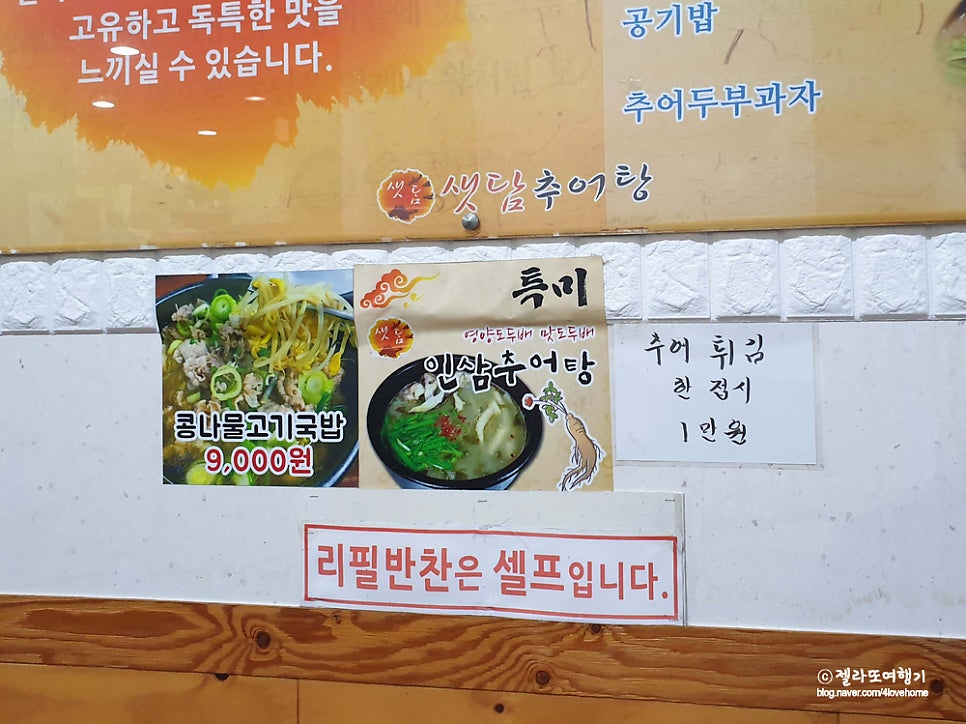 고유하고 독특한 맛을
느끼실 수 있습니다.
공기밥
추어두부과자
샛담 샛담추어탕
콩나물고기국밥
9,000원
특미
샛담
영양도두배 맛도두배
인삼추어탕
추어 튀김
한 접시
1만원
리필반찬은 셀프입니다.
© 젤라또여행기
blog.naver.com/4lovehome